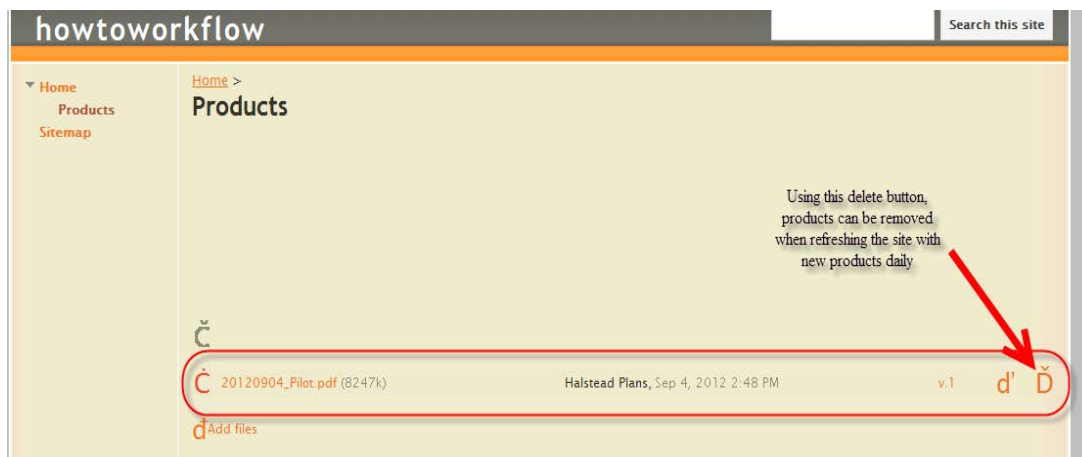 howtoworkflow
Search this site
Home
Products
Sitemap
Home >
Products
Using this delete button,
products can be removed
when refreshing the site with
new products daily
Č
Ċ 20120904_Pilot.pdf (8247k) Halstead Plans, Sep 4, 2012 2:48 PM v.1 ď Ď
đ Add files